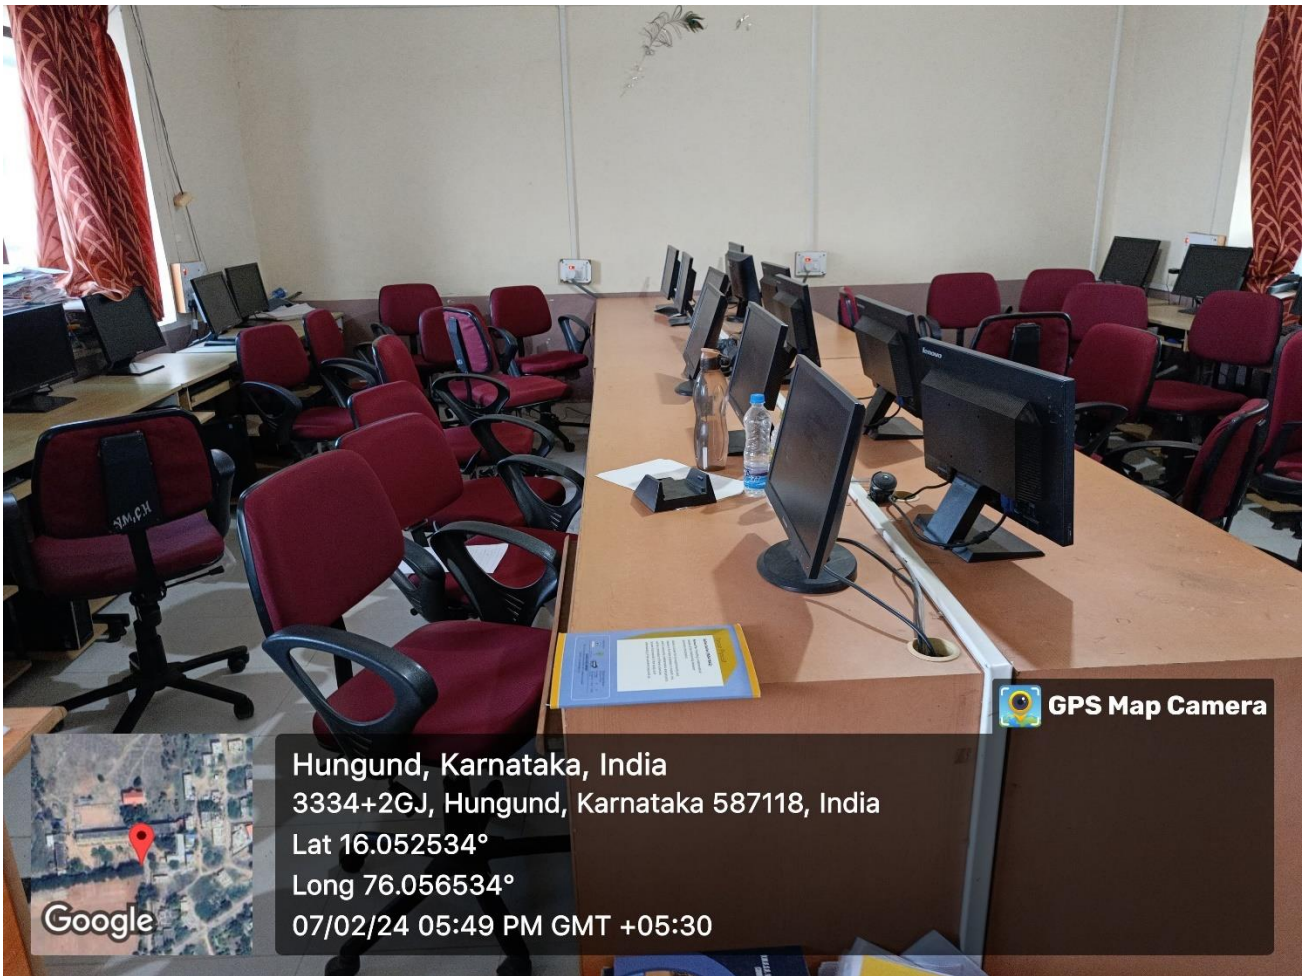 lenovo
GPS Map Camera
Hungund, Karnataka, India
3334+2GJ, Hungund, Karnataka 587118, India
Lat 16.052534°
Long 76.056534°
07/02/24 05:49 PM GMT +05:30
Google